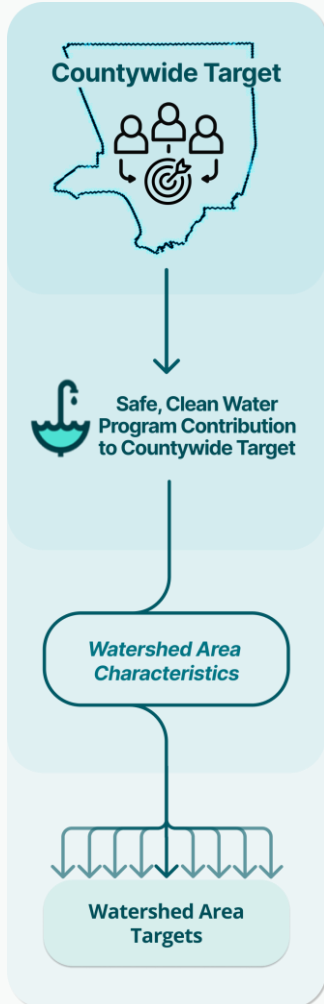 Countywide Target
Safe, Clean Water
Program Contribution
to Countywide Target
Watershed Area
Characteristics
Watershed Area
Targets